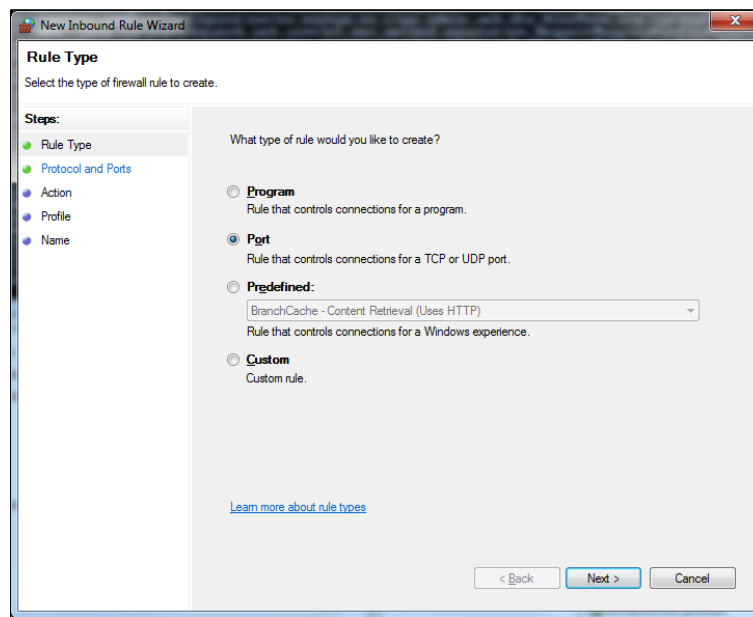 New Inbound Rule Wizard
Rule Type
Select the type of firewall rule to create.
Steps:
Rule Type
Protocol and Ports
Action
Profile
Name
What type of rule would you like to create?
Program
Rule that controls connections for a program.
Port
Rule that controls connections for a TCP or UDP port.
Predefined:
BranchCache - Content Retrieval (Uses HTTP)
Rule that controls connections for a Windows experience.
Custom
Custom rule.
Learn more about rule types
< Back
Next >
Cancel